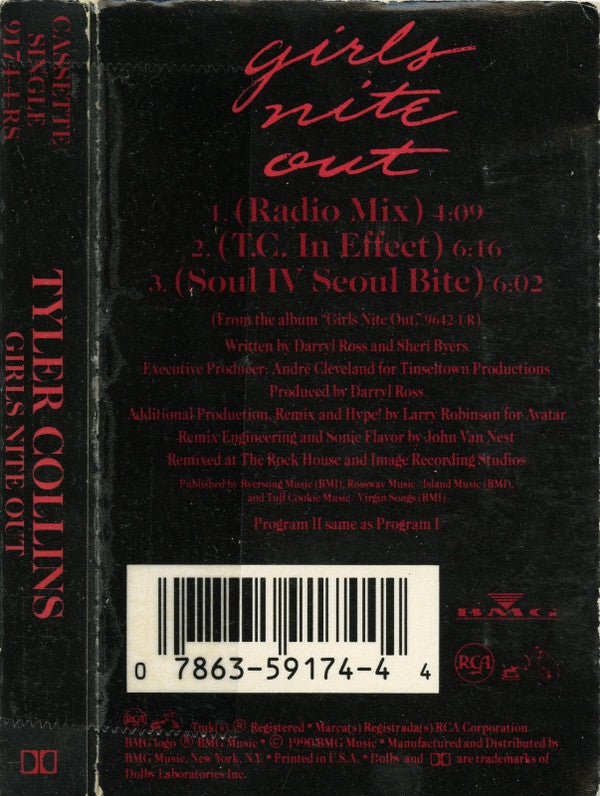 CASSETTE
SINGLE
9174-4-RS
TYLER COLLINS
GIRLS NITE OUT
girls
nite
out
1. (Radio Mix) 4:09
2. (T.C. In Effect) 6:16
3. (Soul IV Seoul Bite) 6:02
(From the album "Girls Nite Out," 9642-1-R)
Written by Darryl Ross and Sheri Byers
Executive Producer: André Cleveland for Tinseltown Productions
Produced by Darryl Ross
Additional Production, Remix and Hype! by Larry Robinson for Avatar
Remix Engineering and Sonic Flavor by John Van Nest
Remixed at The Rock House and Image Recording Studios
Published by Byersong Music (BMI), Rossway Music / Island Music (BMI),
and Tuff Cookie Music / Virgin Songs (BMI).
Program II same as Program I
0 7863-59174-4 4
BMG
RCA
RCA Tmk(s) ® Registered * Marca(s) Registrada(s) RCA Corporation
BMG logo ® BMG Music * © 1990 BMG Music * Manufactured and Distributed by
BMG Music, New York, N.Y. * Printed in U.S.A. * Dolby and are trademarks of
Dolby Laboratories Inc.